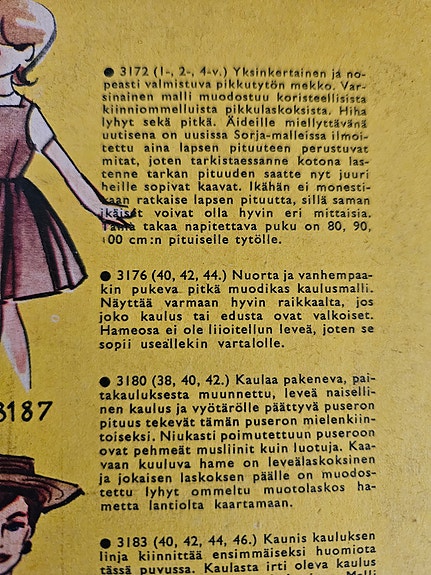 ● 3172 (1-, 2-, 4-v.) Yksinkertainen ja no-
peasti valmistuva pikkutytön mekko. Var-
sinainen malli muodostuu koristeellisista
kiinniommelluista pikkulaskoksista. Hiha
lyhyt sekä pitkä. Äideille miellyttävänä
uutisena on uusissa Sorja-malleissa ilmoi-
tettu aina lapsen pituuteen perustuvat
mitat, joten tarkistaessanne kotona las-
tenne tarkan pituuden saatte nyt juuri
heille sopivat kaavat. Ikähän ei monesti-
kaan ratkaise lapsen pituutta, sillä saman
ikäiset voivat olla hyvin eri mittaisia.
Tämä takaa napitettava puku on 80, 90,
100 cm:n pituiselle tytölle.
● 3176 (40, 42, 44.) Nuorta ja vanhempaa-
kin pukeva pitkä muodikas kaulusmalli.
Näyttää varmaan hyvin raikkaalta, jos
joko kaulus tai edusta ovat valkoiset.
Hameosa ei ole liioitellun leveä, joten se
sopii useallekin vartalolle.
● 3180 (38, 40, 42.) Kaulaa pakeneva, pai-
takauluksesta muunnettu, leveä naiselli-
nen kaulus ja vyötärölle päättyvä puseron
pituus tekevät tämän puseron mielenkiin-
toiseksi. Niukasti poimutettuun puseroon
ovat pehmeät musliinit kuin luotuja. Kaa-
vaan kuuluva hame on leveälaskoksinen
ja jokaisen laskoksen päälle on muodos-
tettu lyhyt ommeltu muotolaskos ha-
metta lantiolta kaartamaan.
3187
● 3183 (40, 42, 44, 46.) Kaunis kauluksen
linja kiinnittää ensimmäiseksi huomiota
tässä puvussa. Kaulasta irti oleva kaulus